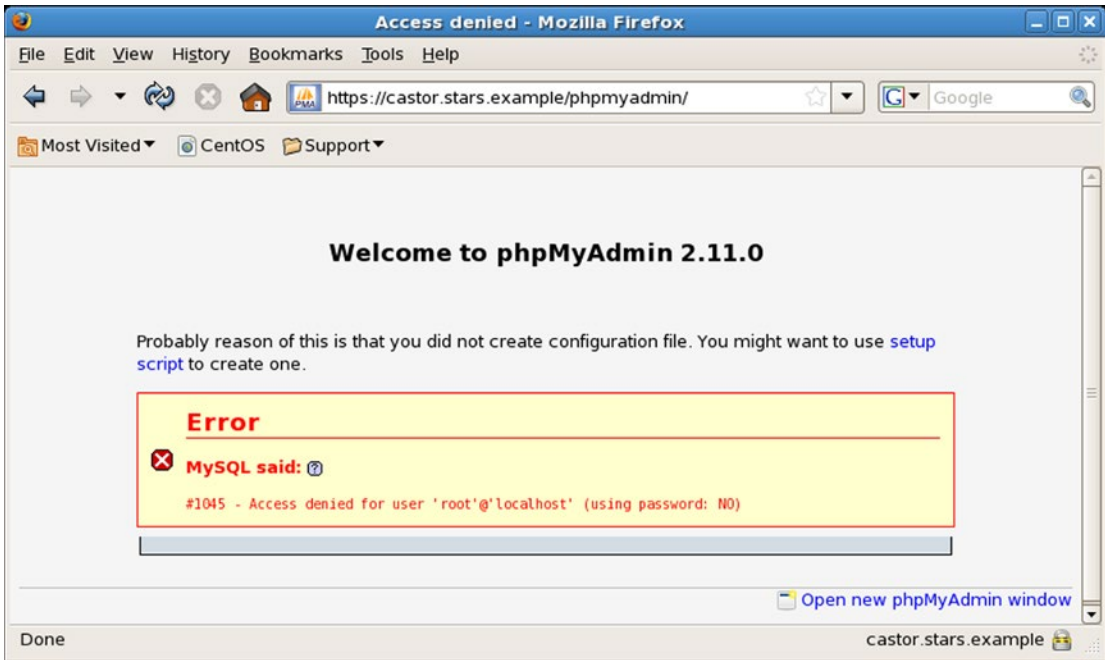 Access denied - Mozilla Firefox
File Edit View History Bookmarks Tools Help
PMA https://castor.stars.example/phpmyadmin/ G Google
Most Visited CentOS Support
Welcome to phpMyAdmin 2.11.0
Probably reason of this is that you did not create configuration file. You might want to use setup
script to create one.
Error
MySQL said: ?
#1045 - Access denied for user 'root'@'localhost' (using password: NO)
Open new phpMyAdmin window
Done castor.stars.example